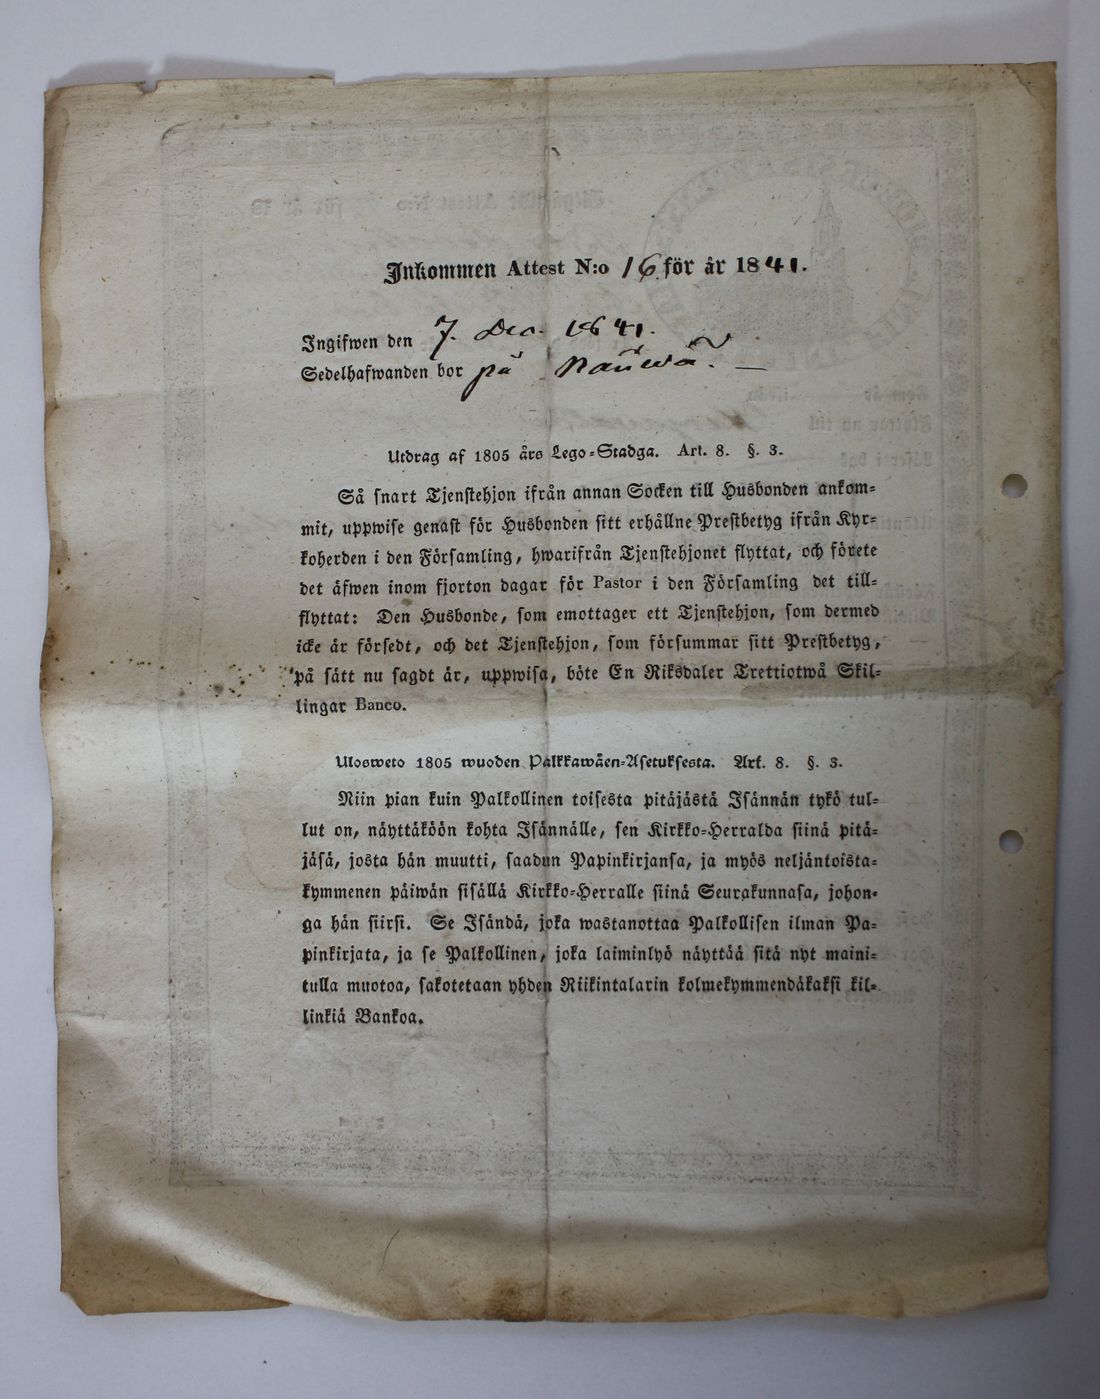 Inkommen Attest N:o 16 för år 1841.
Ingifwen den 7. Dec. 1841.
Sedelhafwanden bor på
Utdrag af 1805 års Lego=Stadga. Art. 8. §. 3.
Så snart Tjenstehjon ifrån annan Socken till Husbonden ankom=
mit, uppwise genast för Husbonden sitt erhållne Prestbetyg ifrån Kyr=
koherden i den Församling, hwarifrån Tjenstehjonet flyttat, och förete
det äfwen inom fjorton dagar för Pastor i den Församling det till=
flyttat: Den Husbonde, som emottager ett Tjenstehjon, som dermed
icke är försedt, och det Tjenstehjon, som försummar sitt Prestbetyg,
på sätt nu sagdt är, uppwisa, böte En Riksdaler Trettiotwå Skil=
lingar Banco.
Ulosweto 1805 wuoden Palkkawäen=Asetuksesta. Art. 8. §. 3.
Niin pian kuin Palkollinen toisesta pitäjästä Isännän tykö tul=
lut on, näyttäköön kohta Isännälle, sen Kirkko=Herralda siinä pitä=
jäsä, josta hän muutti, saadun Papinkirjansa, ja myös neljäntoista=
kymmenen päiwän sisällä Kirkko=Herralle siinä Seurakunnasa, johon=
ga hän siirsi. Se Isändä, joka wastanottaa Palkollisen ilman Pa=
pinkirjata, ja se Palkollinen, joka laiminlyö näyttää sitä nyt maini=
tulla muotoa, sakotetaan yhden Riikintalarin kolmekymmendäkaksi kil=
linkiä Bankoa.